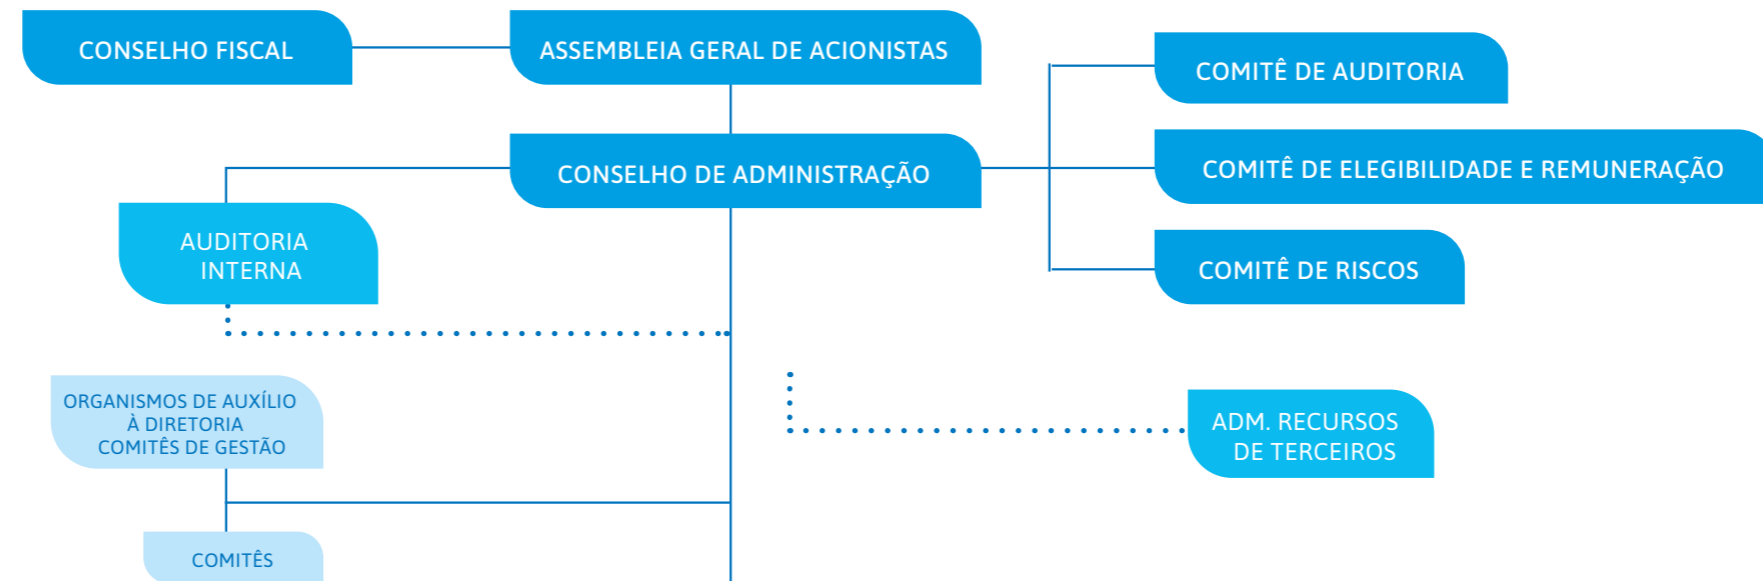 CONSELHO FISCAL
ASSEMBLEIA GERAL DE ACIONISTAS
COMITÊ DE AUDITORIA
CONSELHO DE ADMINISTRAÇÃO
COMITÊ DE ELEGIBILIDADE E REMUNERAÇÃO
AUDITORIA
INTERNA
COMITÊ DE RISCOS
ORGANISMOS DE AUXÍLIO
À DIRETORIA
COMITÊS DE GESTÃO
ADM. RECURSOS
DE TERCEIROS
COMITÊS